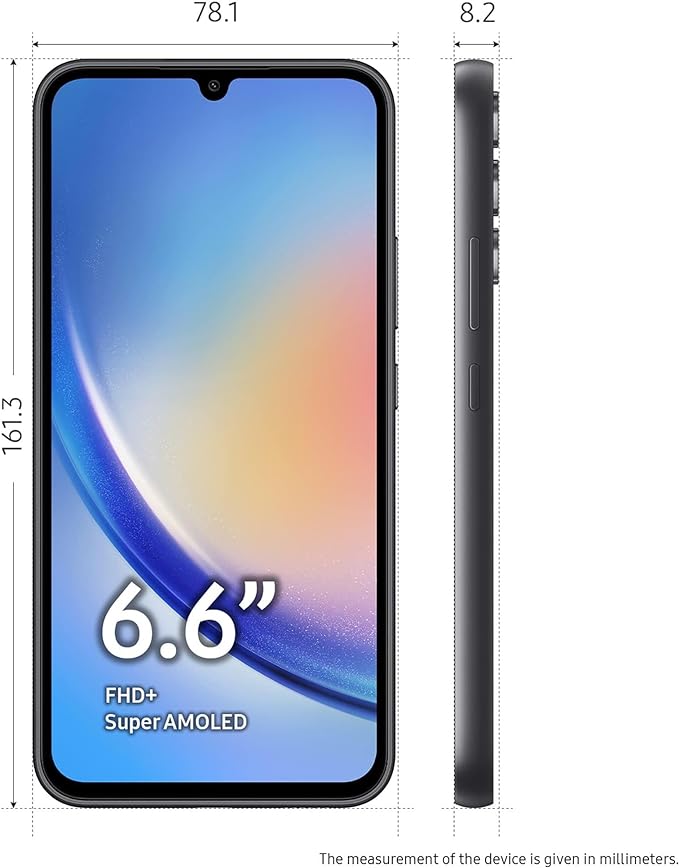 78.1
8.2
161.3
6.6”
FHD+
Super AMOLED
The measurement of the device is given in millimeters.